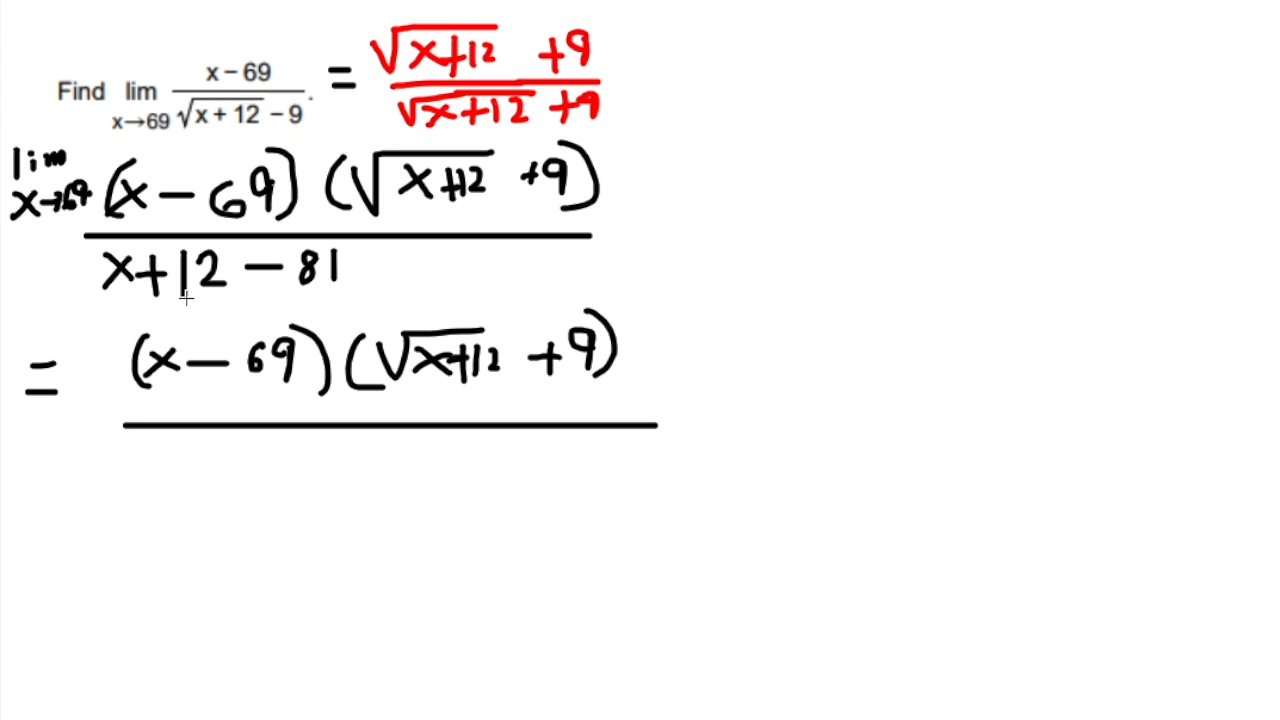 Find lim x→69 (x − 69)/(√(x + 12) − 9). = (√(x+12) +9)/(√(x+12) +9)
lim x→69 (x − 69) (√(x+12) +9)
x+12 − 81
= (x − 69) (√(x+12) +9)